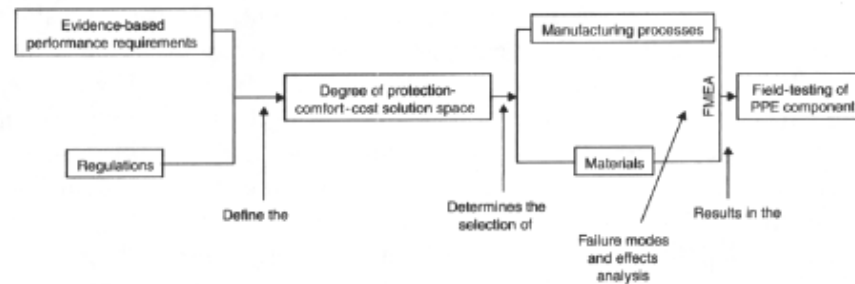 Evidence-based
performance requirements
Regulations
Define the
Degree of protection-
comfort-cost solution space
Determines the
selection of
Manufacturing processes
Materials
FMEA
Failure modes
and effects
analysis
Results in the
Field-testing of
PPE component